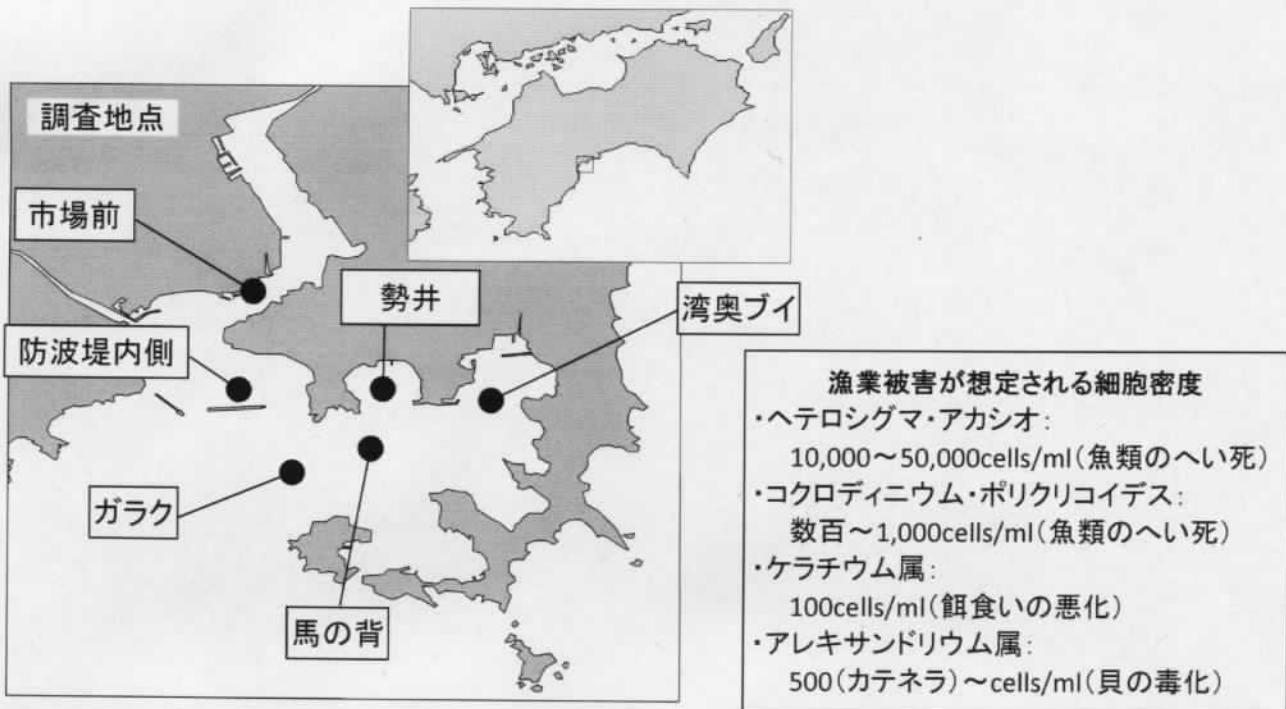 調査地点
市場前
勢井
湾奥ブイ
防波堤内側
ガラク
馬の背
漁業被害が想定される細胞密度
・ヘテロシグマ・アカシオ:
10,000～50,000cells/ml(魚類のへい死)
・コクロディニウム・ポリクリコイデス:
数百～1,000cells/ml(魚類のへい死)
・ケラチウム属:
100cells/ml(餌食いの悪化)
・アレキサンドリウム属:
500(カテネラ)～cells/ml(貝の毒化)